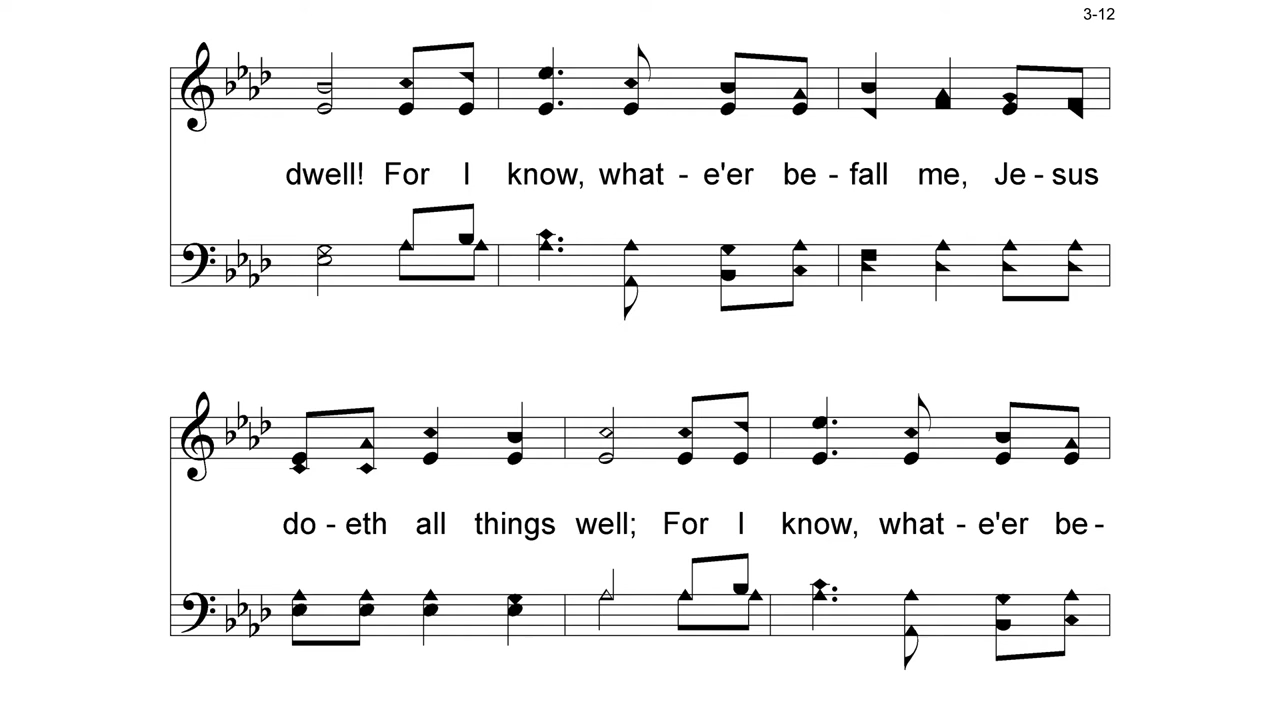 3-12
dwell! For I know, what - e'er be - fall me, Je - sus
do - eth all things well; For I know, what - e'er be -